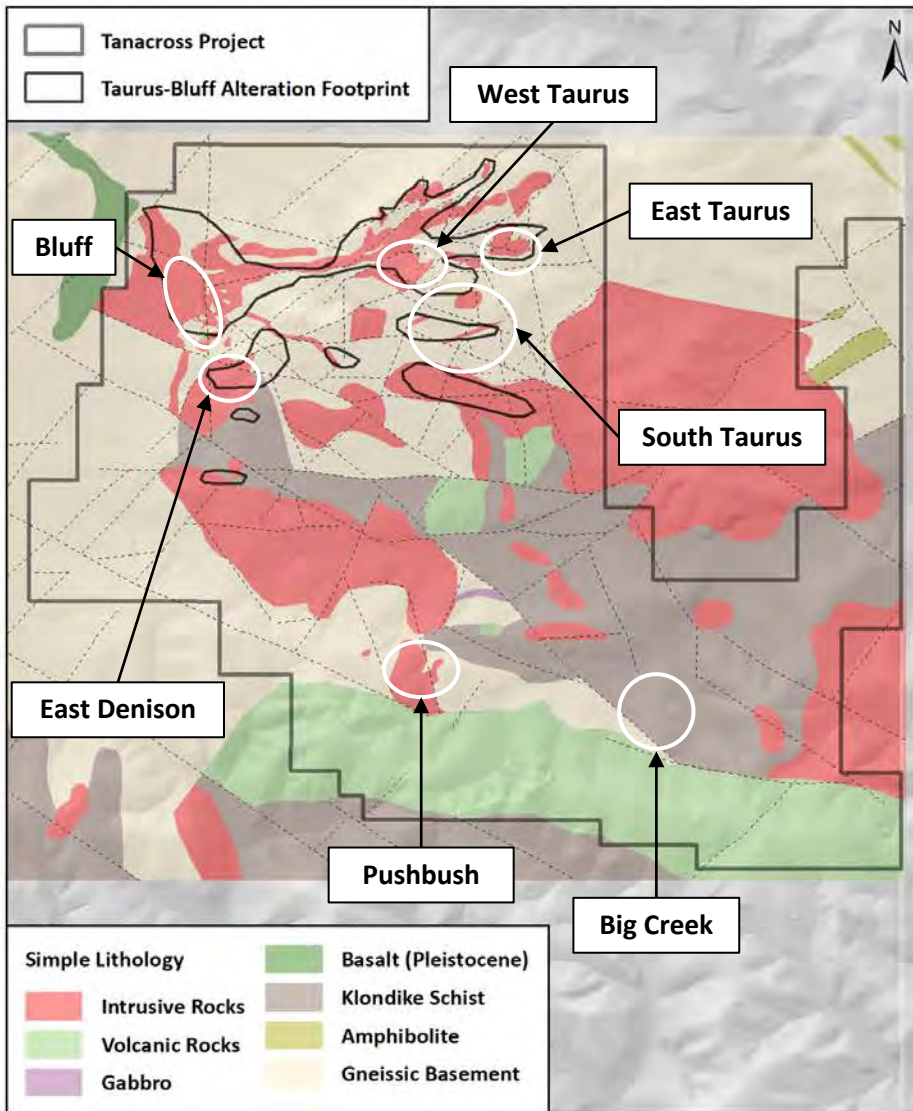 N
Tanacross Project
Taurus-Bluff Alteration Footprint
West Taurus
East Taurus
Bluff
South Taurus
East Denison
Pushbush
Big Creek
Simple Lithology
Intrusive Rocks
Volcanic Rocks
Gabbro
Basalt (Pleistocene)
Klondike Schist
Amphibolite
Gneissic Basement